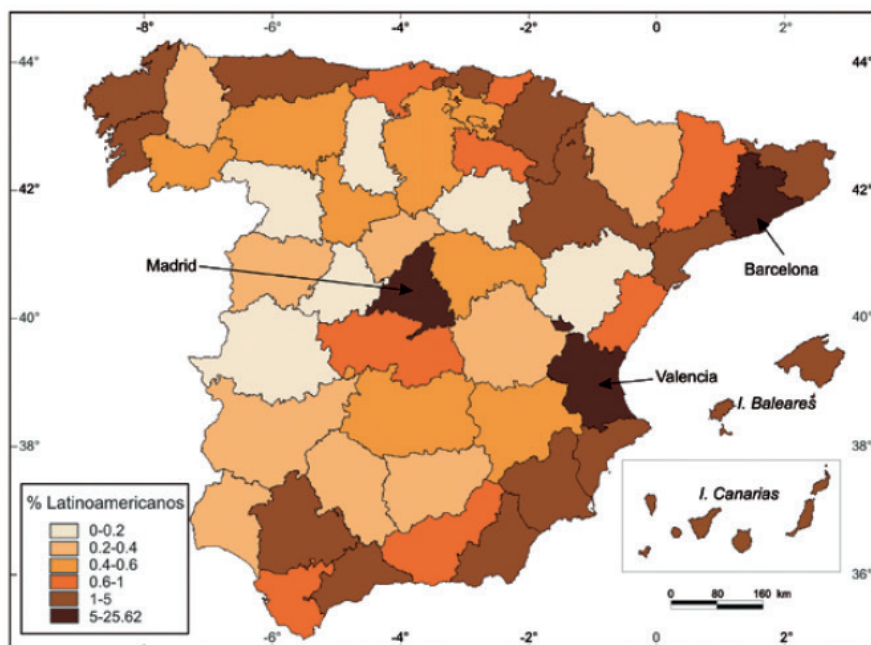 -8° -6° -4° -2° 0 2°
44° 44°
42° 42°
Madrid
Barcelona
40° 40°
Valencia
I. Baleares
38° 38°
% Latinoamericanos
0-0.2
0.2-0.4
0.4-0.6
0.6-1
1-5
5-25.62
I. Canarias
36°
0 80 160 km
-6° -4° -2° 0 2°